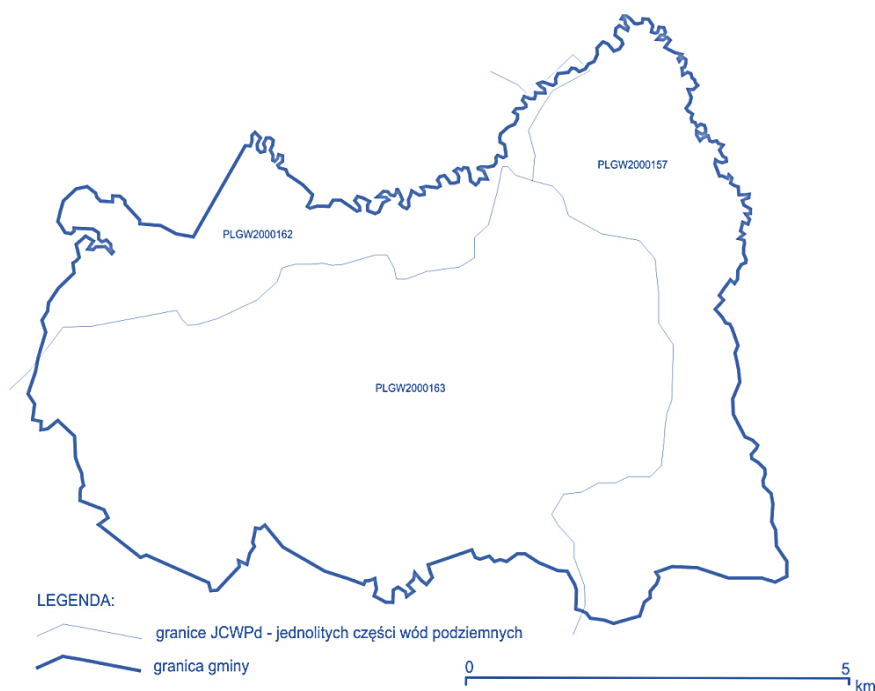 PLGW2000157
PLGW2000162
PLGW2000163
LEGENDA:
granice JCWPd - jednolitych części wód podziemnych
granica gminy
0 5
km